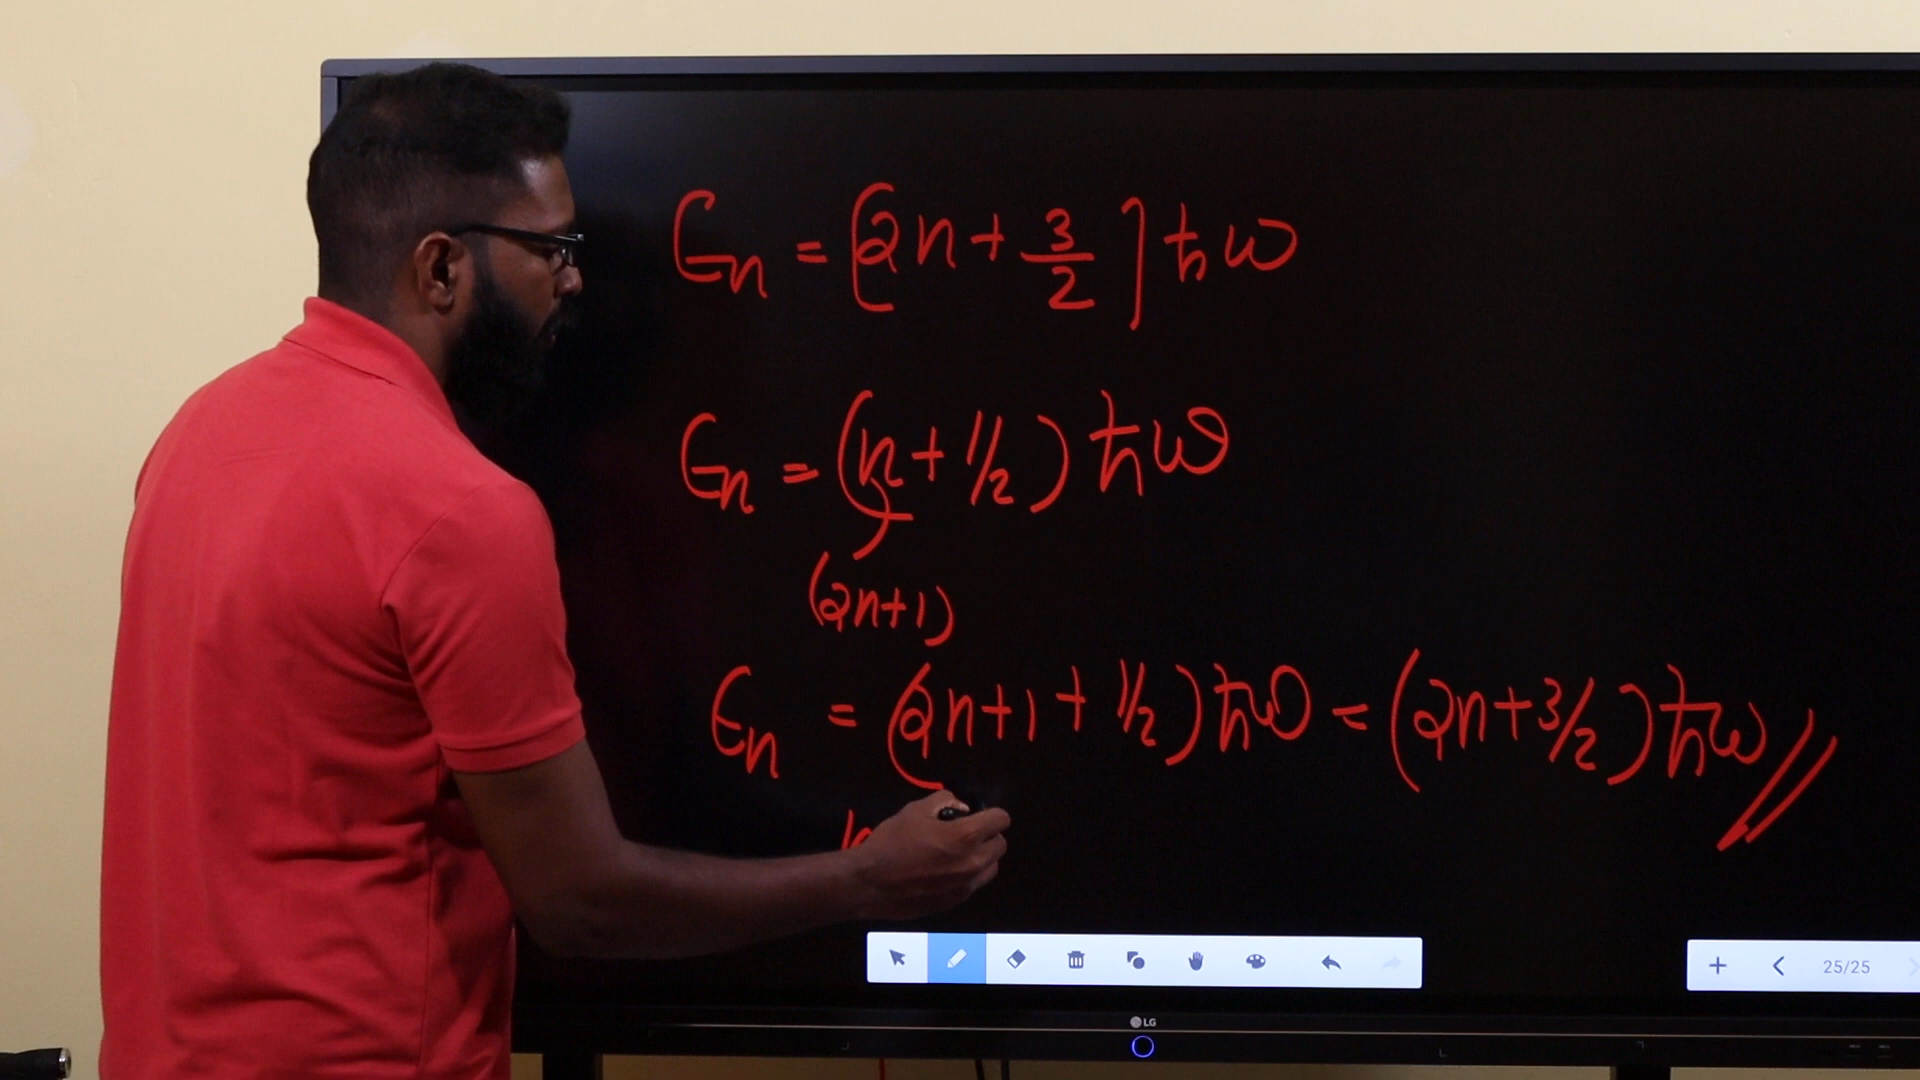 Eₙ = [2n + 3/2] ℏω
Eₙ = (n + 1/2) ℏω
(2n+1)
Eₙ = (2n+1 + 1/2) ℏω = (2n + 3/2) ℏω //
25/25
LG